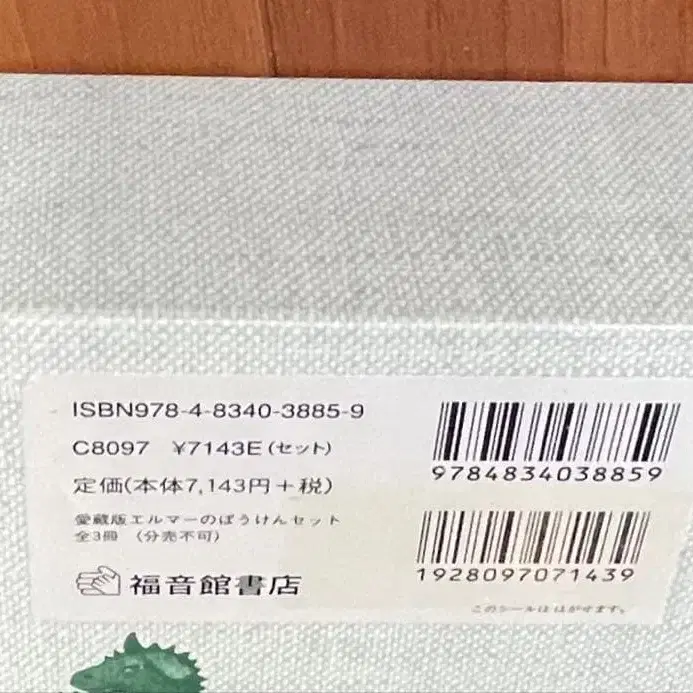 ISBN978-4-8340-3885-9
C8097 ¥7143E(セット)
定価(本体7,143円+税)
愛蔵版エルマーのぼうけんセット
全3冊 (分売不可)
福音館書店
9784834038859
1928097071439
このシールははがせます。